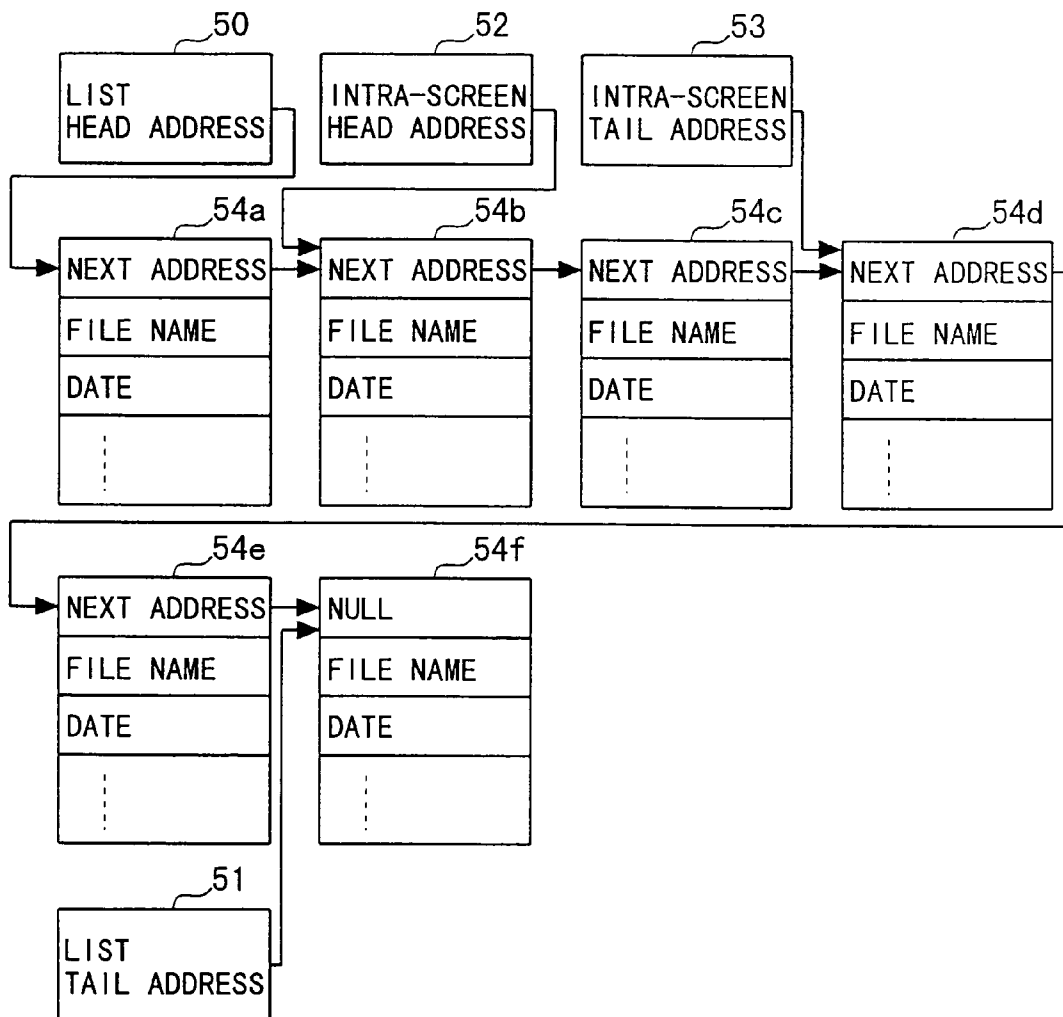 50
52
53
LIST
HEAD ADDRESS
INTRA-SCREEN
HEAD ADDRESS
INTRA-SCREEN
TAIL ADDRESS
54a
54b
54c
54d
NEXT ADDRESS
NEXT ADDRESS
NEXT ADDRESS
NEXT ADDRESS
FILE NAME
FILE NAME
FILE NAME
FILE NAME
DATE
DATE
DATE
DATE
54e
54f
NEXT ADDRESS
NULL
FILE NAME
FILE NAME
DATE
DATE
51
LIST
TAIL ADDRESS